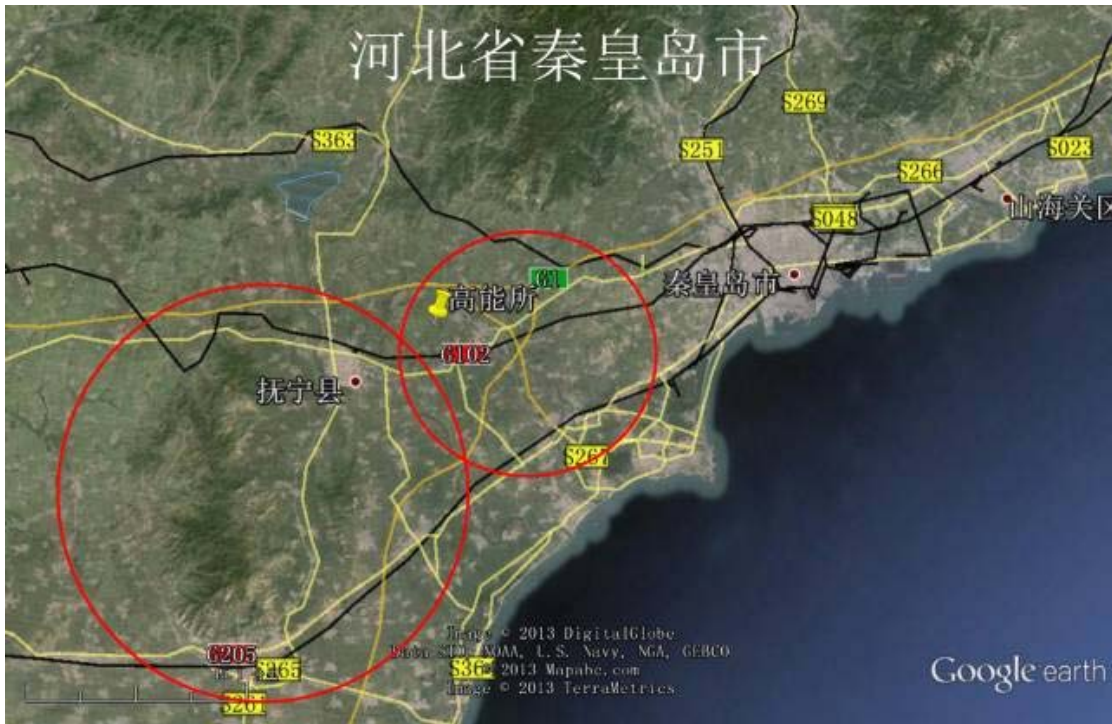 河北省秦皇岛市
S269
S363
S251
S023
S266
S048
山海关区
G1
秦皇岛市
高能所
G102
抚宁县
S267
Image © 2013 DigitalGlobe
Data SIO, NOAA, U.S. Navy, NGA, GEBCO
G205
S365
© 2013 Mapabc.com
Image © 2013 TerraMetrics
S261
Google earth